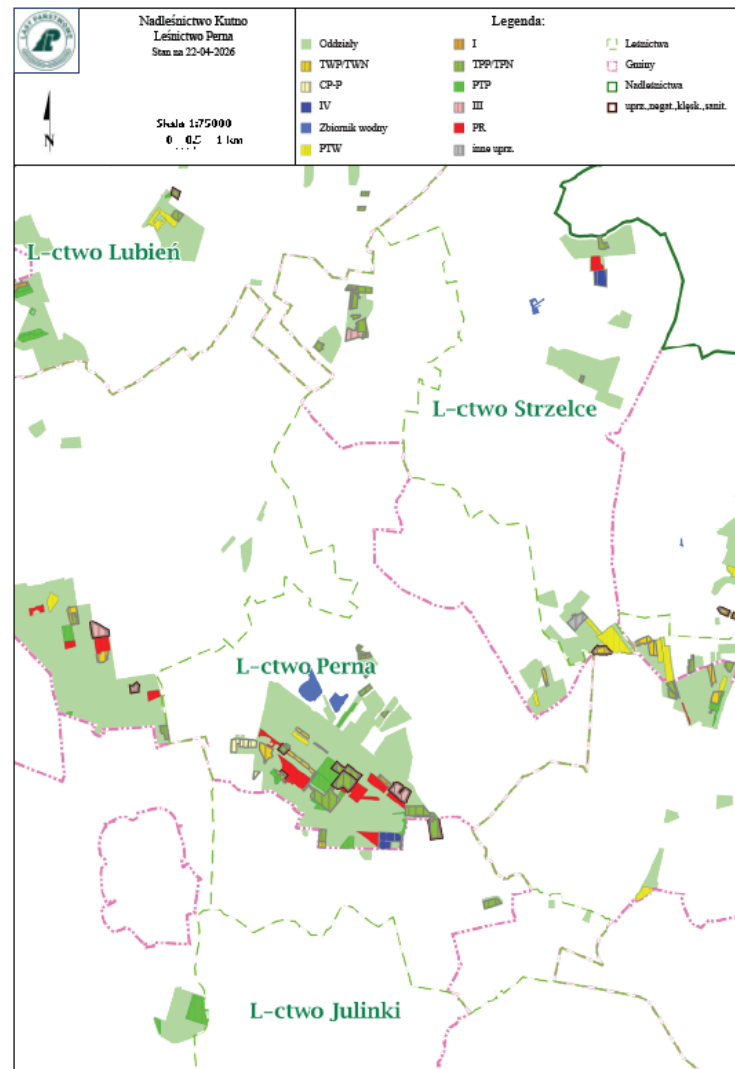 LASY PAŃSTWOWE
Nadleśnictwo Kutno
Leśnictwo Perna
Stan na 22-04-2026
N
Skala 1:75000
0 0.5 1 km
Legenda:
Oddziały
TWP/TWN
CP-P
IV
Zbiornik wodny
PTW
I
TPP/TPN
PTP
III
PR
inne uprz.
Leśnictwa
Gminy
Nadleśnictwa
uprz.,negat.,klęsk.,sanit.
L-ctwo Lubień
L-ctwo Strzelce
L-ctwo Perna
L-ctwo Julinki